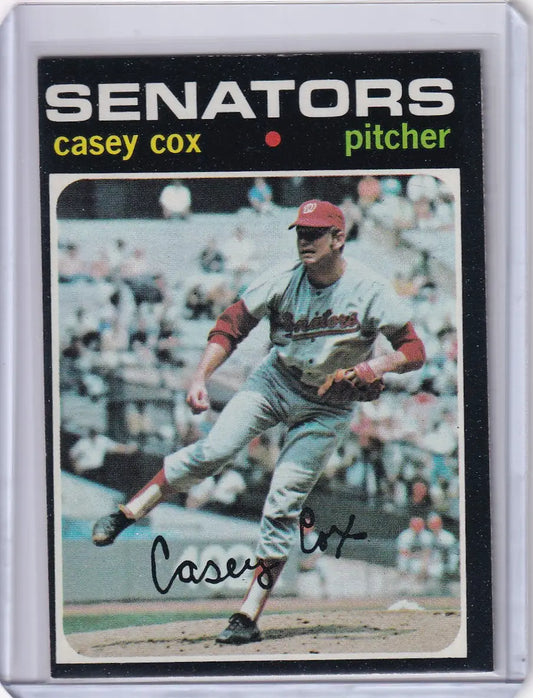 SENATORS
casey cox pitcher
W
Senators
Casey Cox